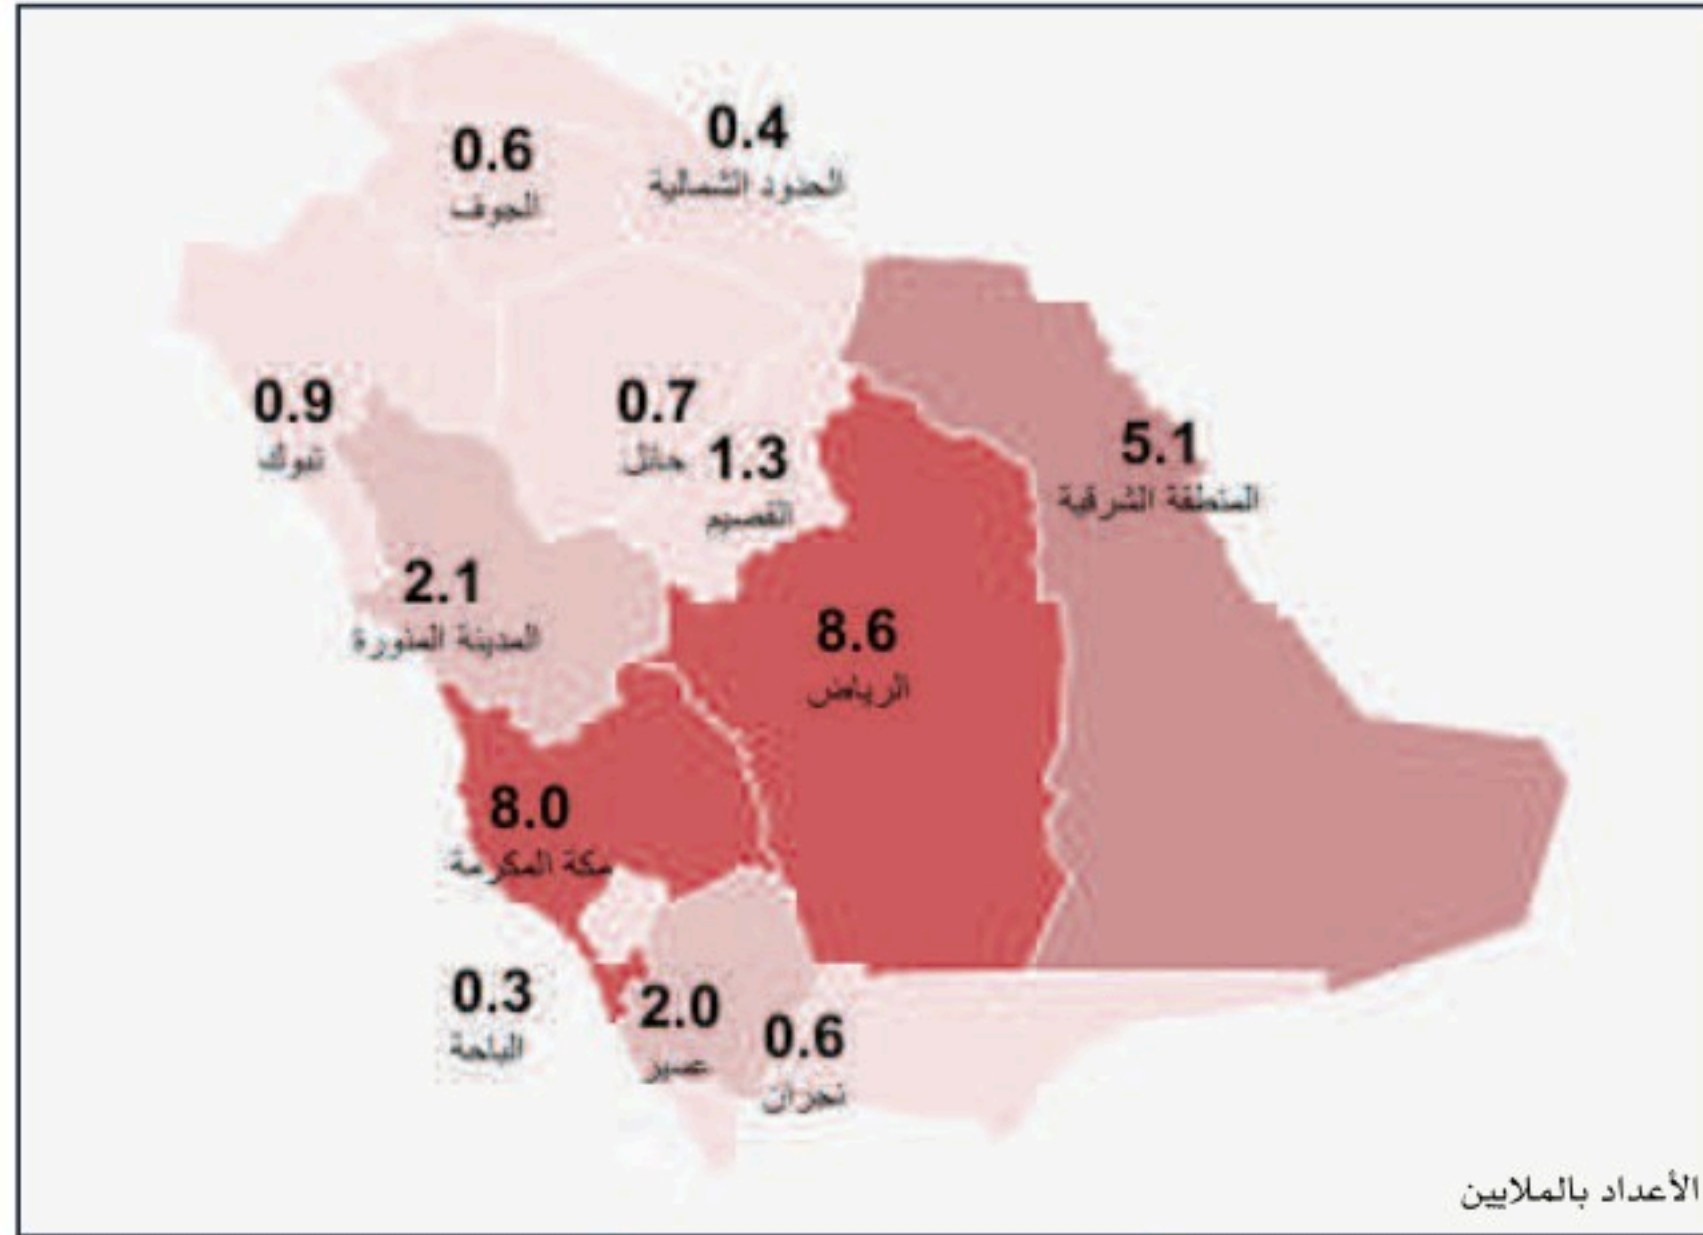 0.4
الحدود الشمالية
0.6
الجوف
0.9
تبوك
0.7
حائل
1.3
القصيم
5.1
المنطقة الشرقية
2.1
المدينة المنورة
8.6
الرياض
8.0
مكة المكرمة
0.3
الباحة
2.0
عسير
0.6
نجران
الأعداد بالملايين